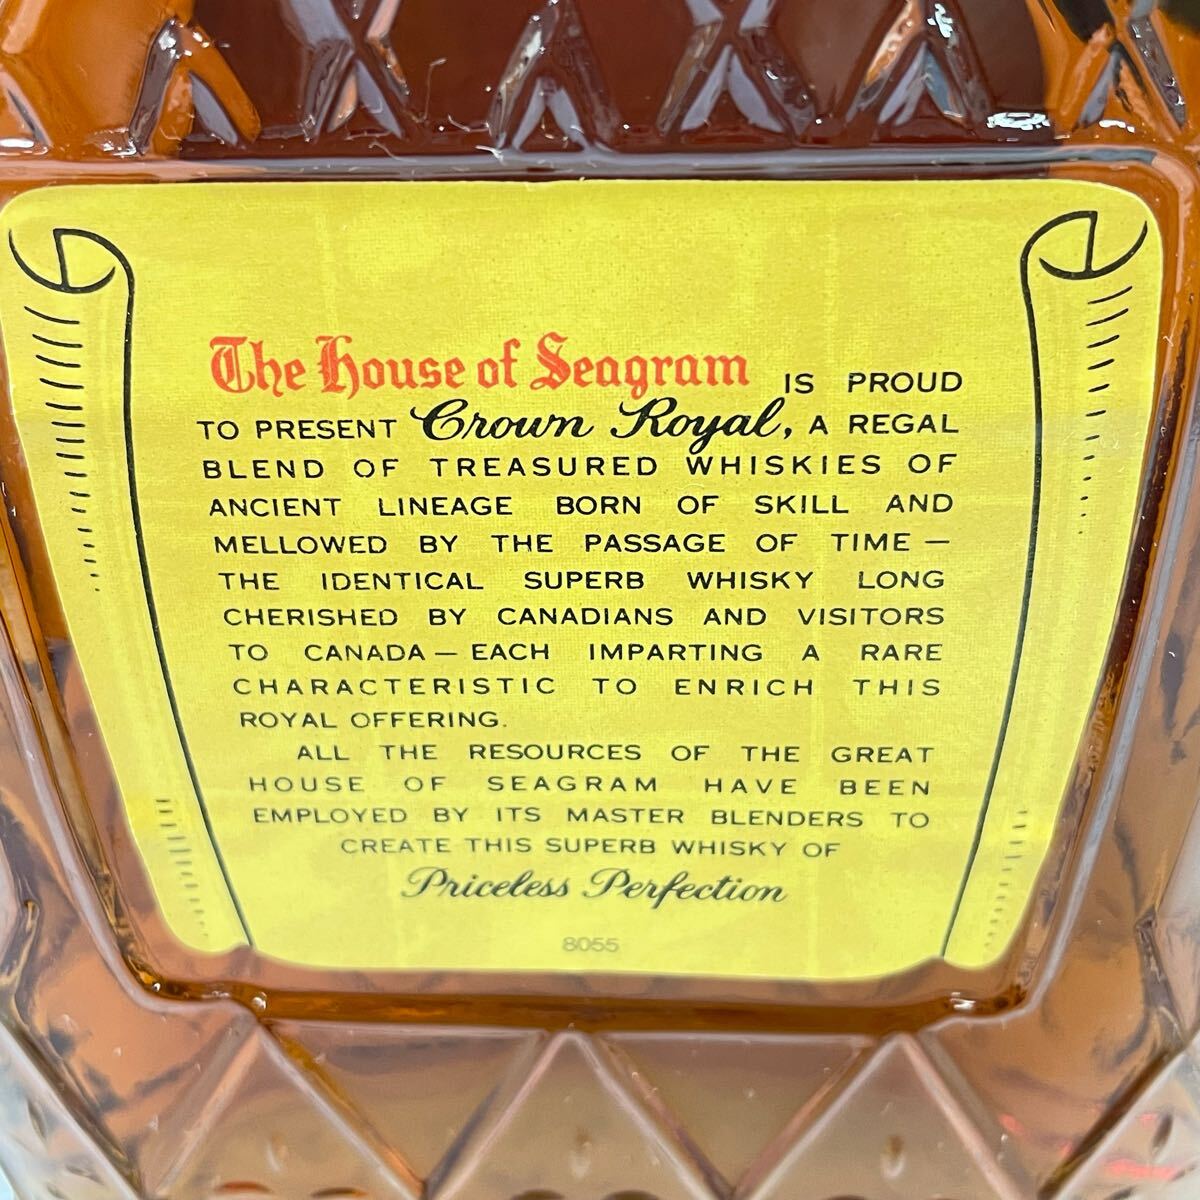 The House of Seagram IS PROUD
TO PRESENT Crown Royal, A REGAL
BLEND OF TREASURED WHISKIES OF
ANCIENT LINEAGE BORN OF SKILL AND
MELLOWED BY THE PASSAGE OF TIME —
THE IDENTICAL SUPERB WHISKY LONG
CHERISHED BY CANADIANS AND VISITORS
TO CANADA — EACH IMPARTING A RARE
CHARACTERISTIC TO ENRICH THIS
ROYAL OFFERING.
ALL THE RESOURCES OF THE GREAT
HOUSE OF SEAGRAM HAVE BEEN
EMPLOYED BY ITS MASTER BLENDERS TO
CREATE THIS SUPERB WHISKY OF
Priceless Perfection
8055